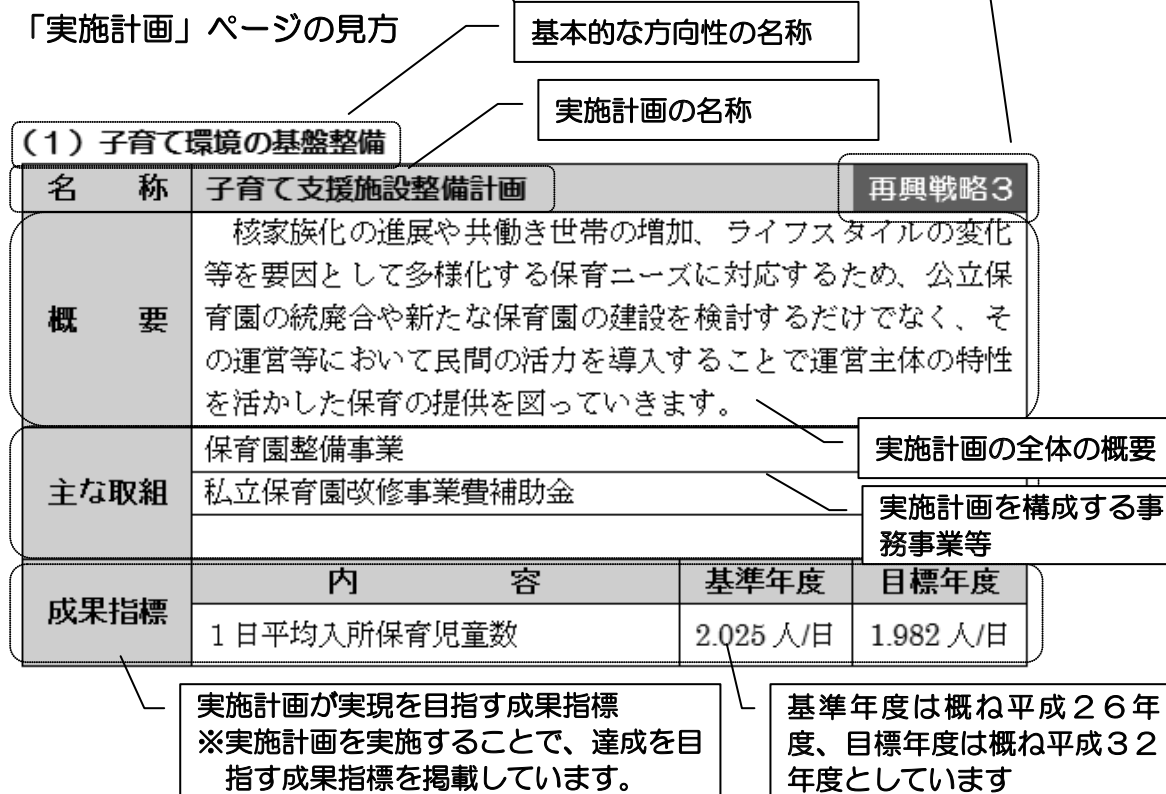 「実施計画」ページの見方
基本的な方向性の名称
実施計画の名称
（１）子育て環境の基盤整備
名　称　子育て支援施設整備計画　再興戦略３
概　要
核家族化の進展や共働き世帯の増加、ライフスタイルの変化
等を要因として多様化する保育ニーズに対応するため、公立保
育園の統廃合や新たな保育園の建設を検討するだけでなく、そ
の運営等において民間の活力を導入することで運営主体の特性
を活かした保育の提供を図っていきます。
実施計画の全体の概要
主な取組
保育園整備事業
私立保育園改修事業費補助金
実施計画を構成する事
務事業等
成果指標
内　容　基準年度　目標年度
１日平均入所保育児童数　2.025 人/日　1.982 人/日
実施計画が実現を目指す成果指標
※実施計画を実施することで、達成を目
指す成果指標を掲載しています。
基準年度は概ね平成２６年
度、目標年度は概ね平成３２
年度としています